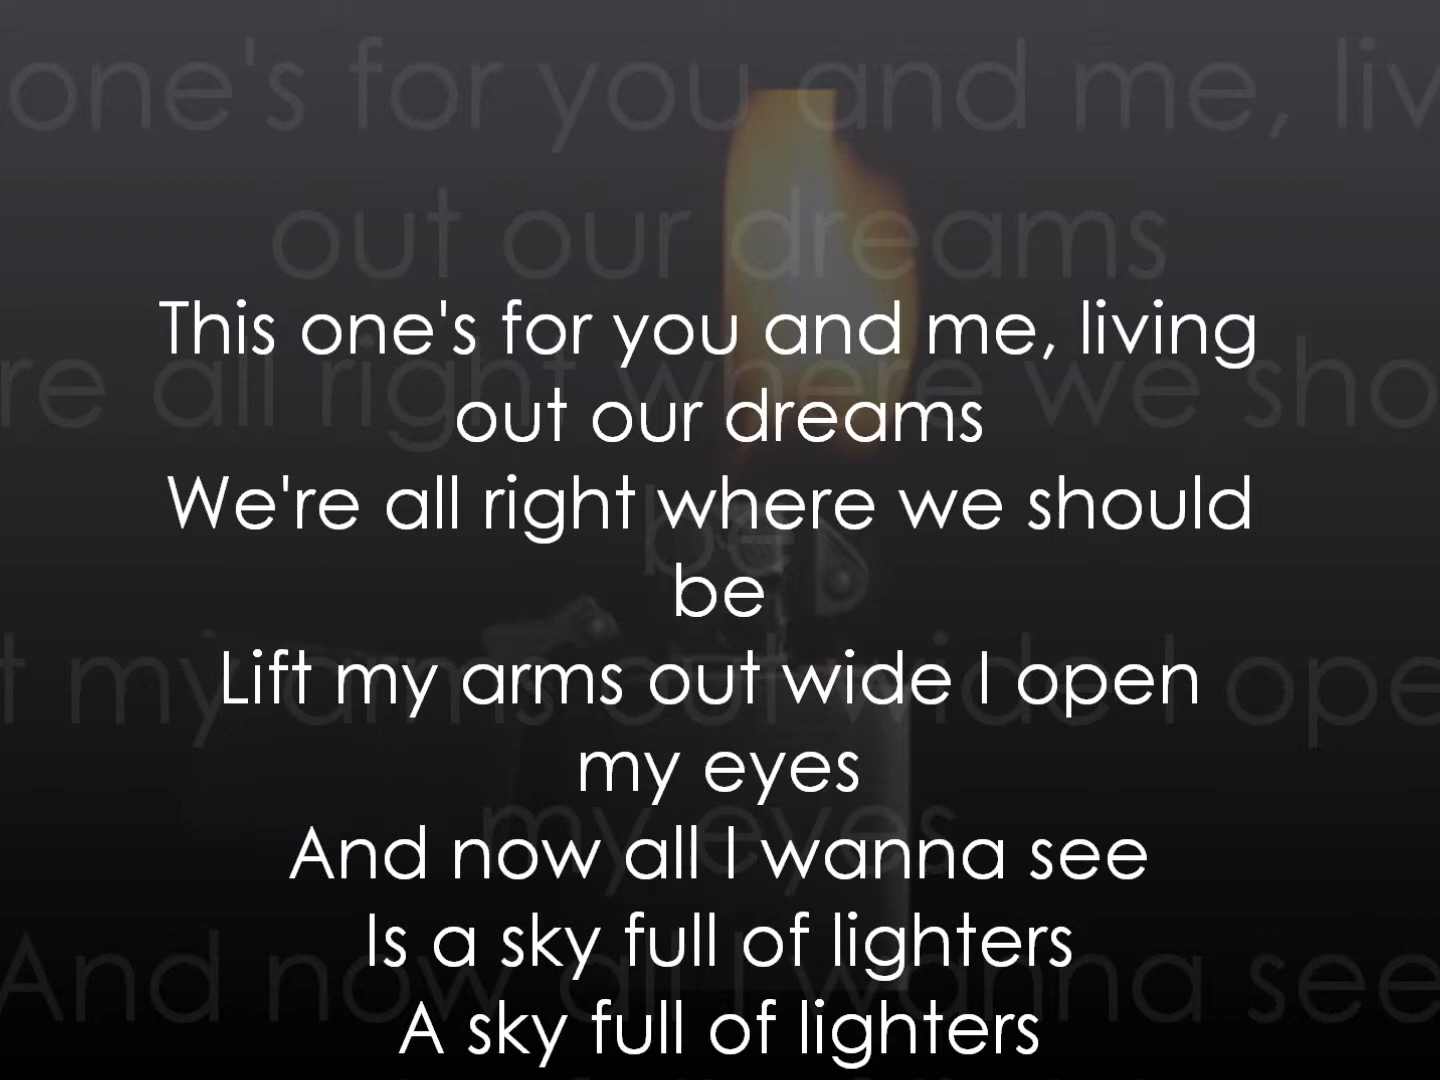 one's for you and me, liv
out our dreams
This one's for you and me, living
out our dreams
re all right where we sho
We're all right where we should
be
be
Lift my arms out wide I open
t my arms out wide I ope
my eyes
my eyes
And now all I wanna see
Is a sky full of lighters
And now all I wanna see
A sky full of lighters